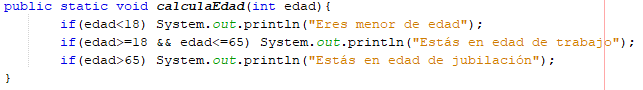 public static void calculaEdad(int edad){
if(edad<18) System.out.println("Eres menor de edad");
if(edad>=18 && edad<=65) System.out.println("Estás en edad de trabajo");
if(edad>65) System.out.println("Estás en edad de jubilación");
}